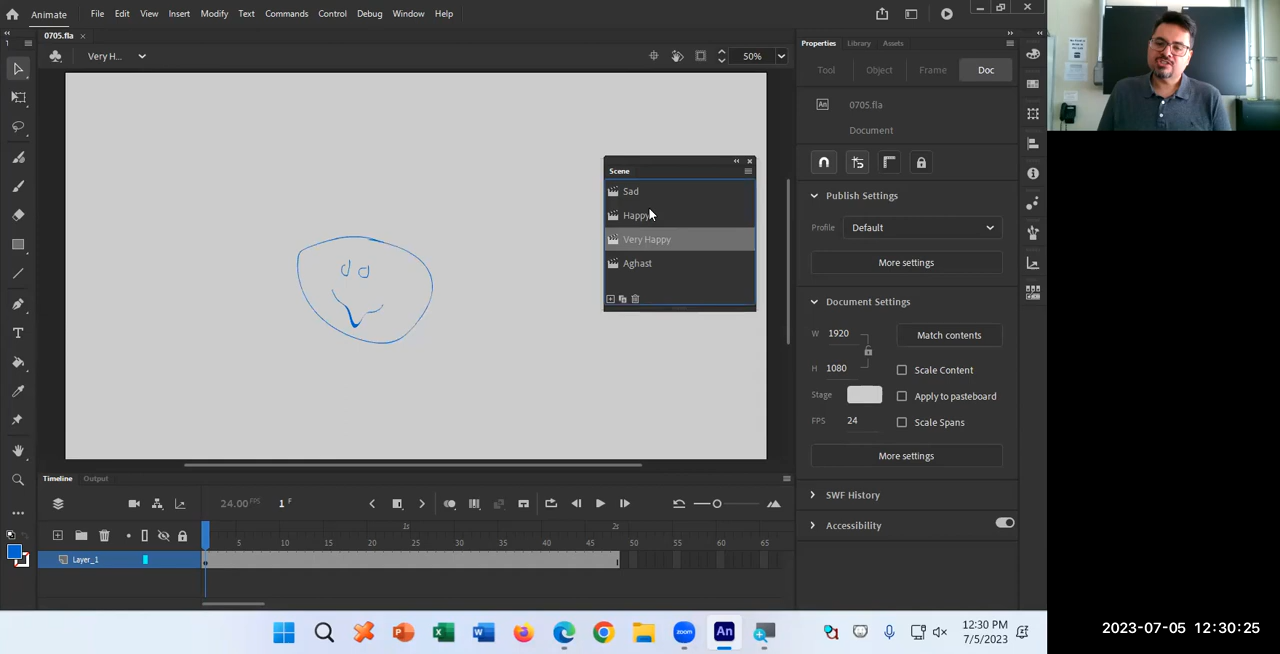 Animate File Edit View Insert Modify Text Commands Control Debug Window Help
0705.fla
Very H... 50%
Scene
Sad
Happy
Very Happy
Aghast
Properties Library Assets
Tool Object Frame Doc
An 0705.fla
Document
Publish Settings
Profile Default
More settings
Document Settings
W 1920 Match contents
H 1080 Scale Content
Stage Apply to pasteboard
FPS 24 Scale Spans
More settings
SWF History
Accessibility
Timeline Output
24.00 FPS 1 F
1s 2s
5 10 15 20 25 30 35 40 45 50 55 60 65
Layer_1
12:30 PM
7/5/2023
2023-07-05 12:30:25